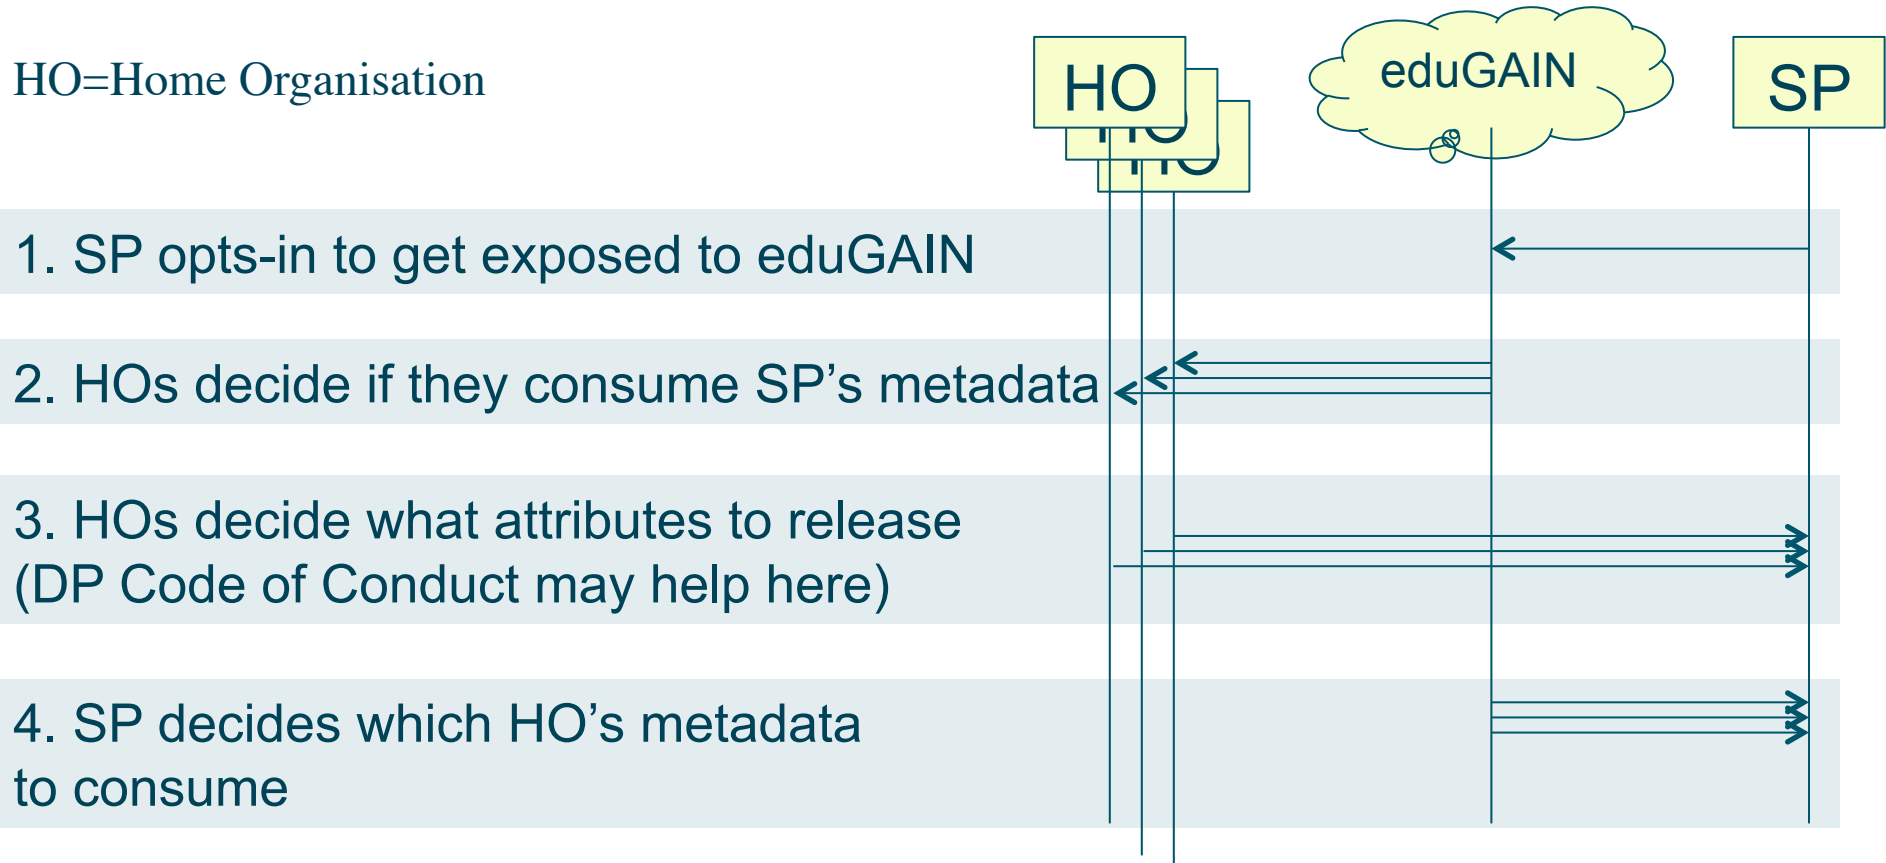 HO=Home Organisation
HO
HO
HO
eduGAIN
SP
1. SP opts-in to get exposed to eduGAIN
2. HOs decide if they consume SP’s metadata
3. HOs decide what attributes to release
(DP Code of Conduct may help here)
4. SP decides which HO’s metadata
to consume